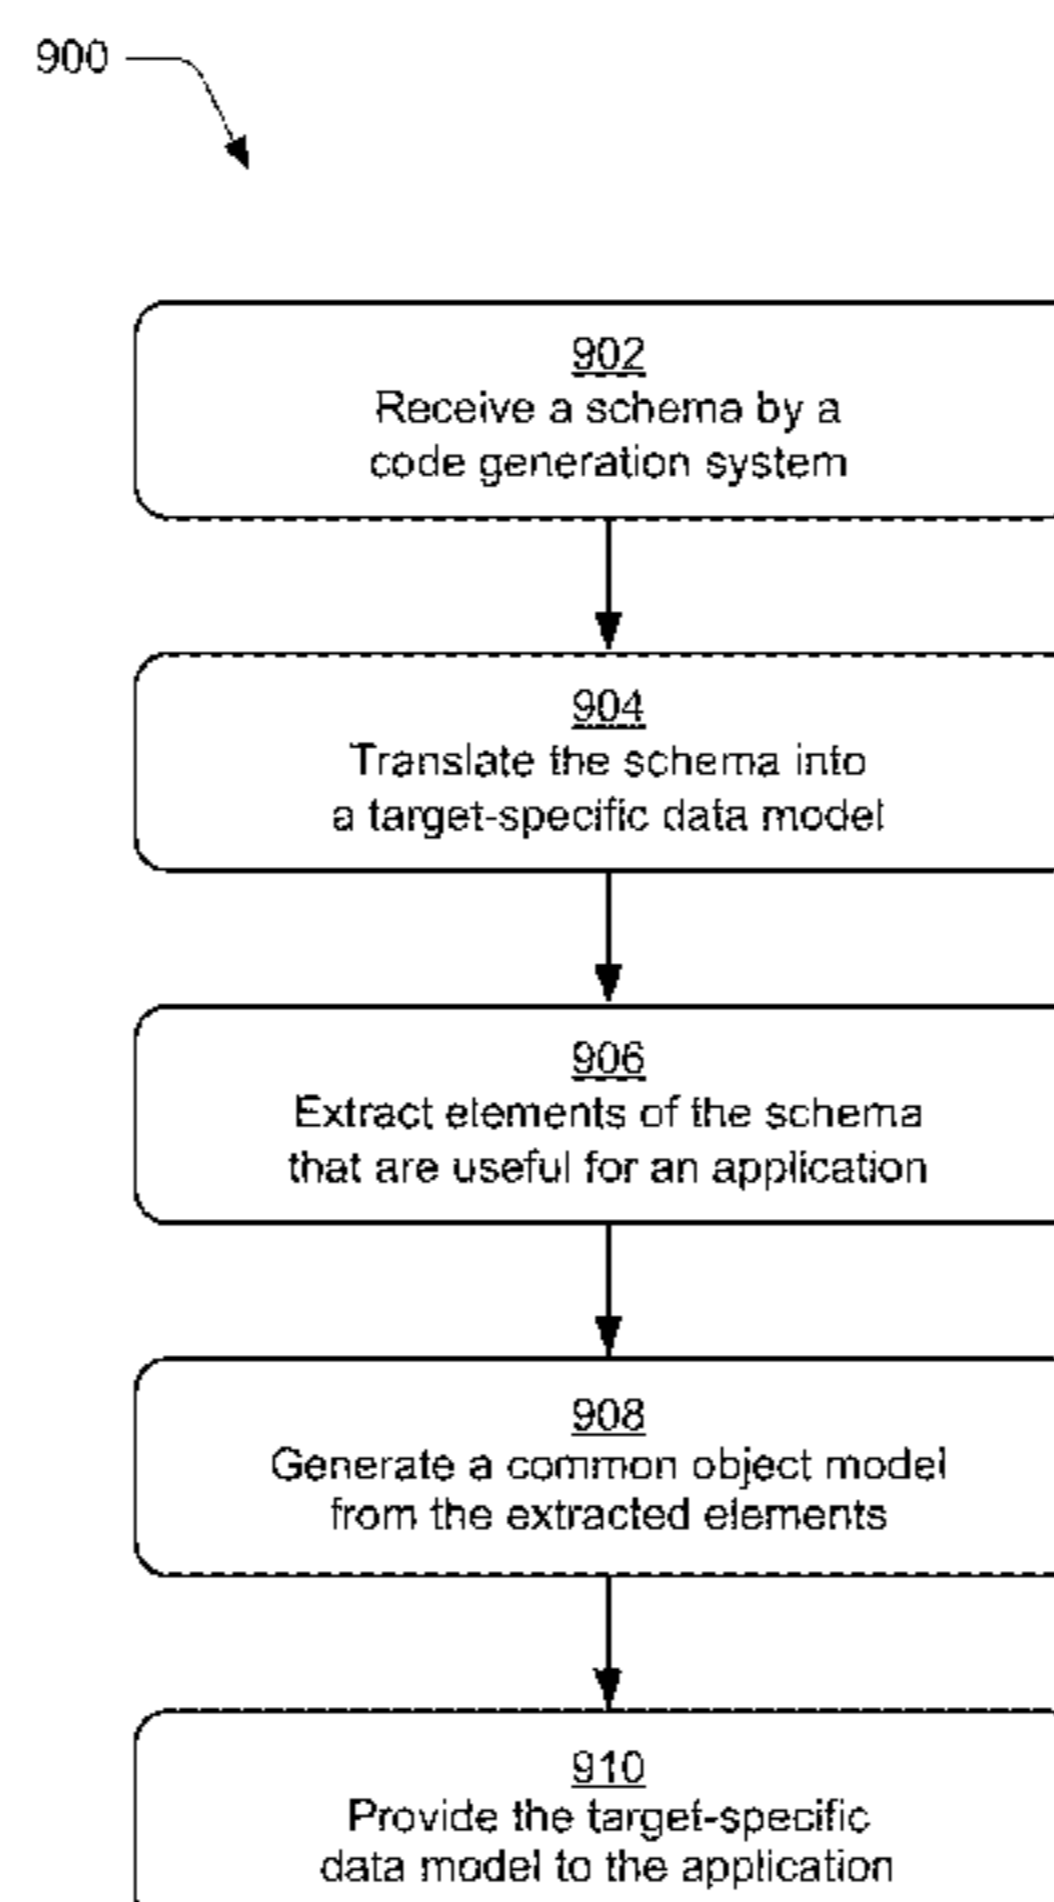 900
902
Receive a schema by a
code generation system
904
Translate the schema into
a target-specific data model
906
Extract elements of the schema
that are useful for an application
908
Generate a common object model
from the extracted elements
910
Provide the target-specific
data model to the application